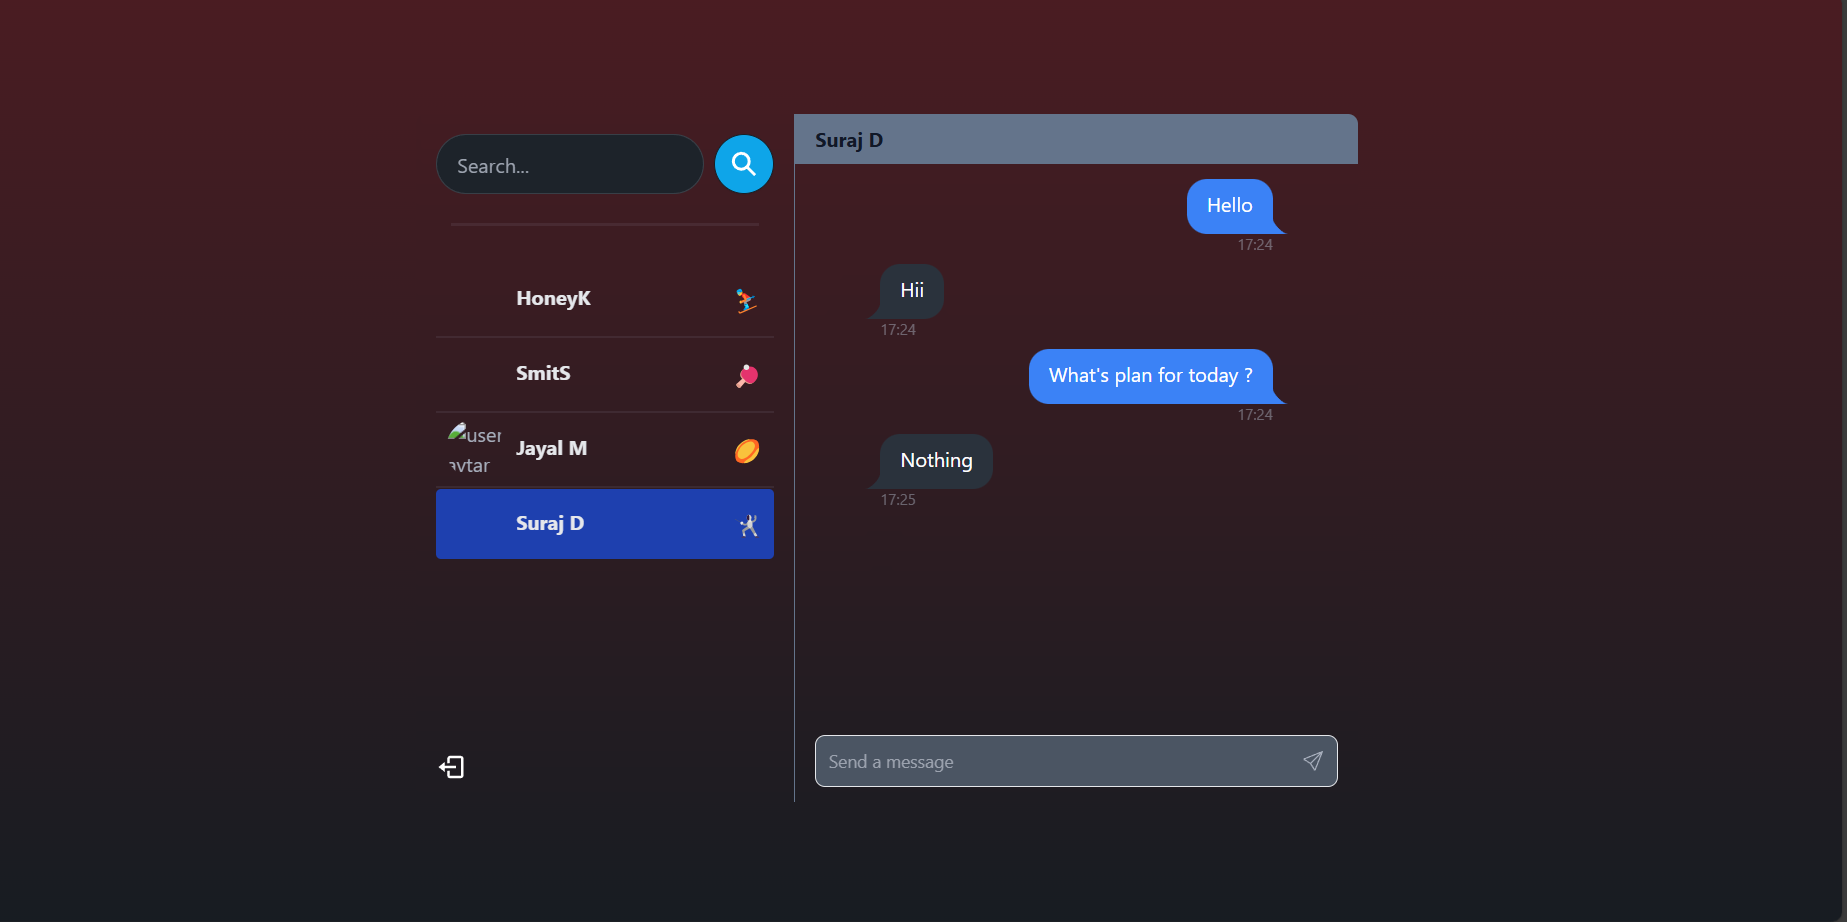 Search...
HoneyK
SmitS
user
avtar
Jayal M
Suraj D
Suraj D
Hello
17:24
Hii
17:24
What's plan for today ?
17:24
Nothing
17:25
Send a message